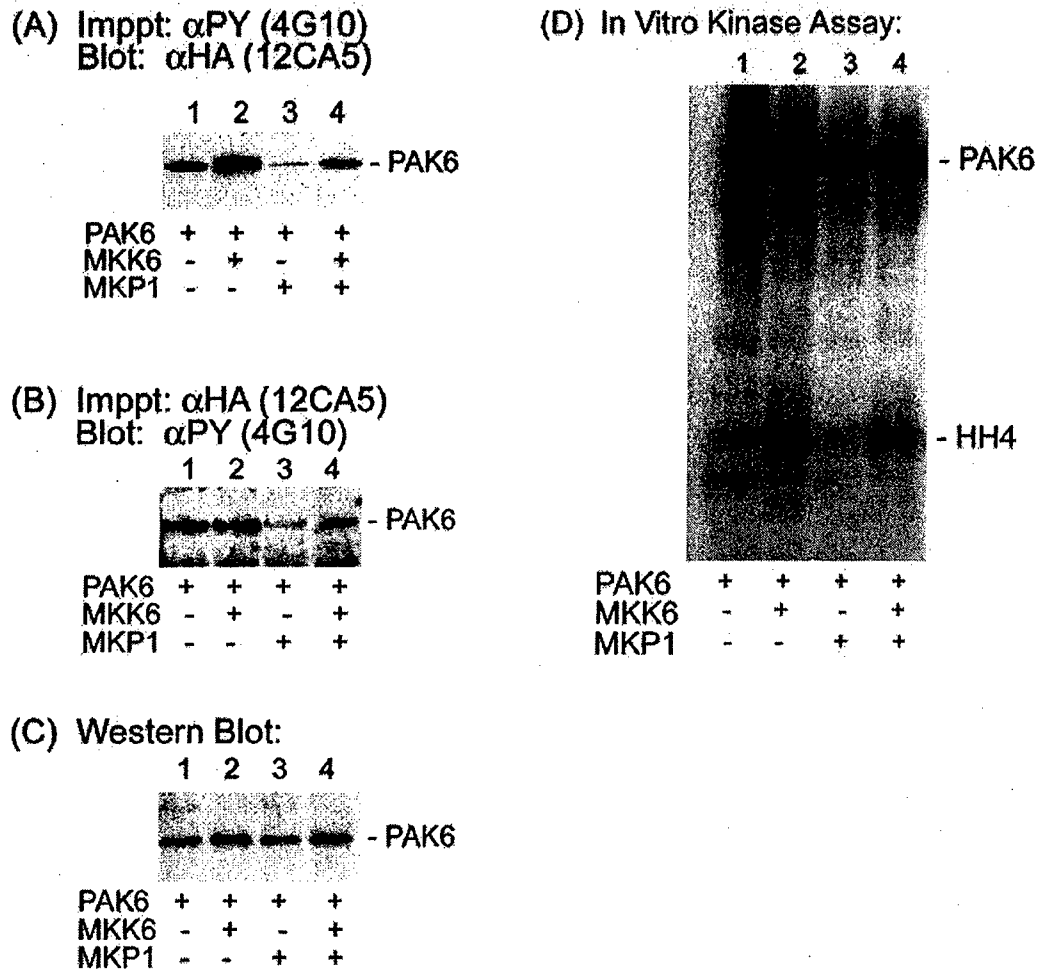 (A) Imppt: αPY (4G10)
Blot: αHA (12CA5)
1 2 3 4
- PAK6
PAK6 + + + +
MKK6 - + - +
MKP1 - - + +
(B) Imppt: αHA (12CA5)
Blot: αPY (4G10)
1 2 3 4
- PAK6
PAK6 + + + +
MKK6 - + - +
MKP1 - - + +
(C) Western Blot:
1 2 3 4
- PAK6
PAK6 + + + +
MKK6 - + - +
MKP1 - - + +
(D) In Vitro Kinase Assay:
1 2 3 4
- PAK6
- HH4
PAK6 + + + +
MKK6 - + - +
MKP1 - - + +